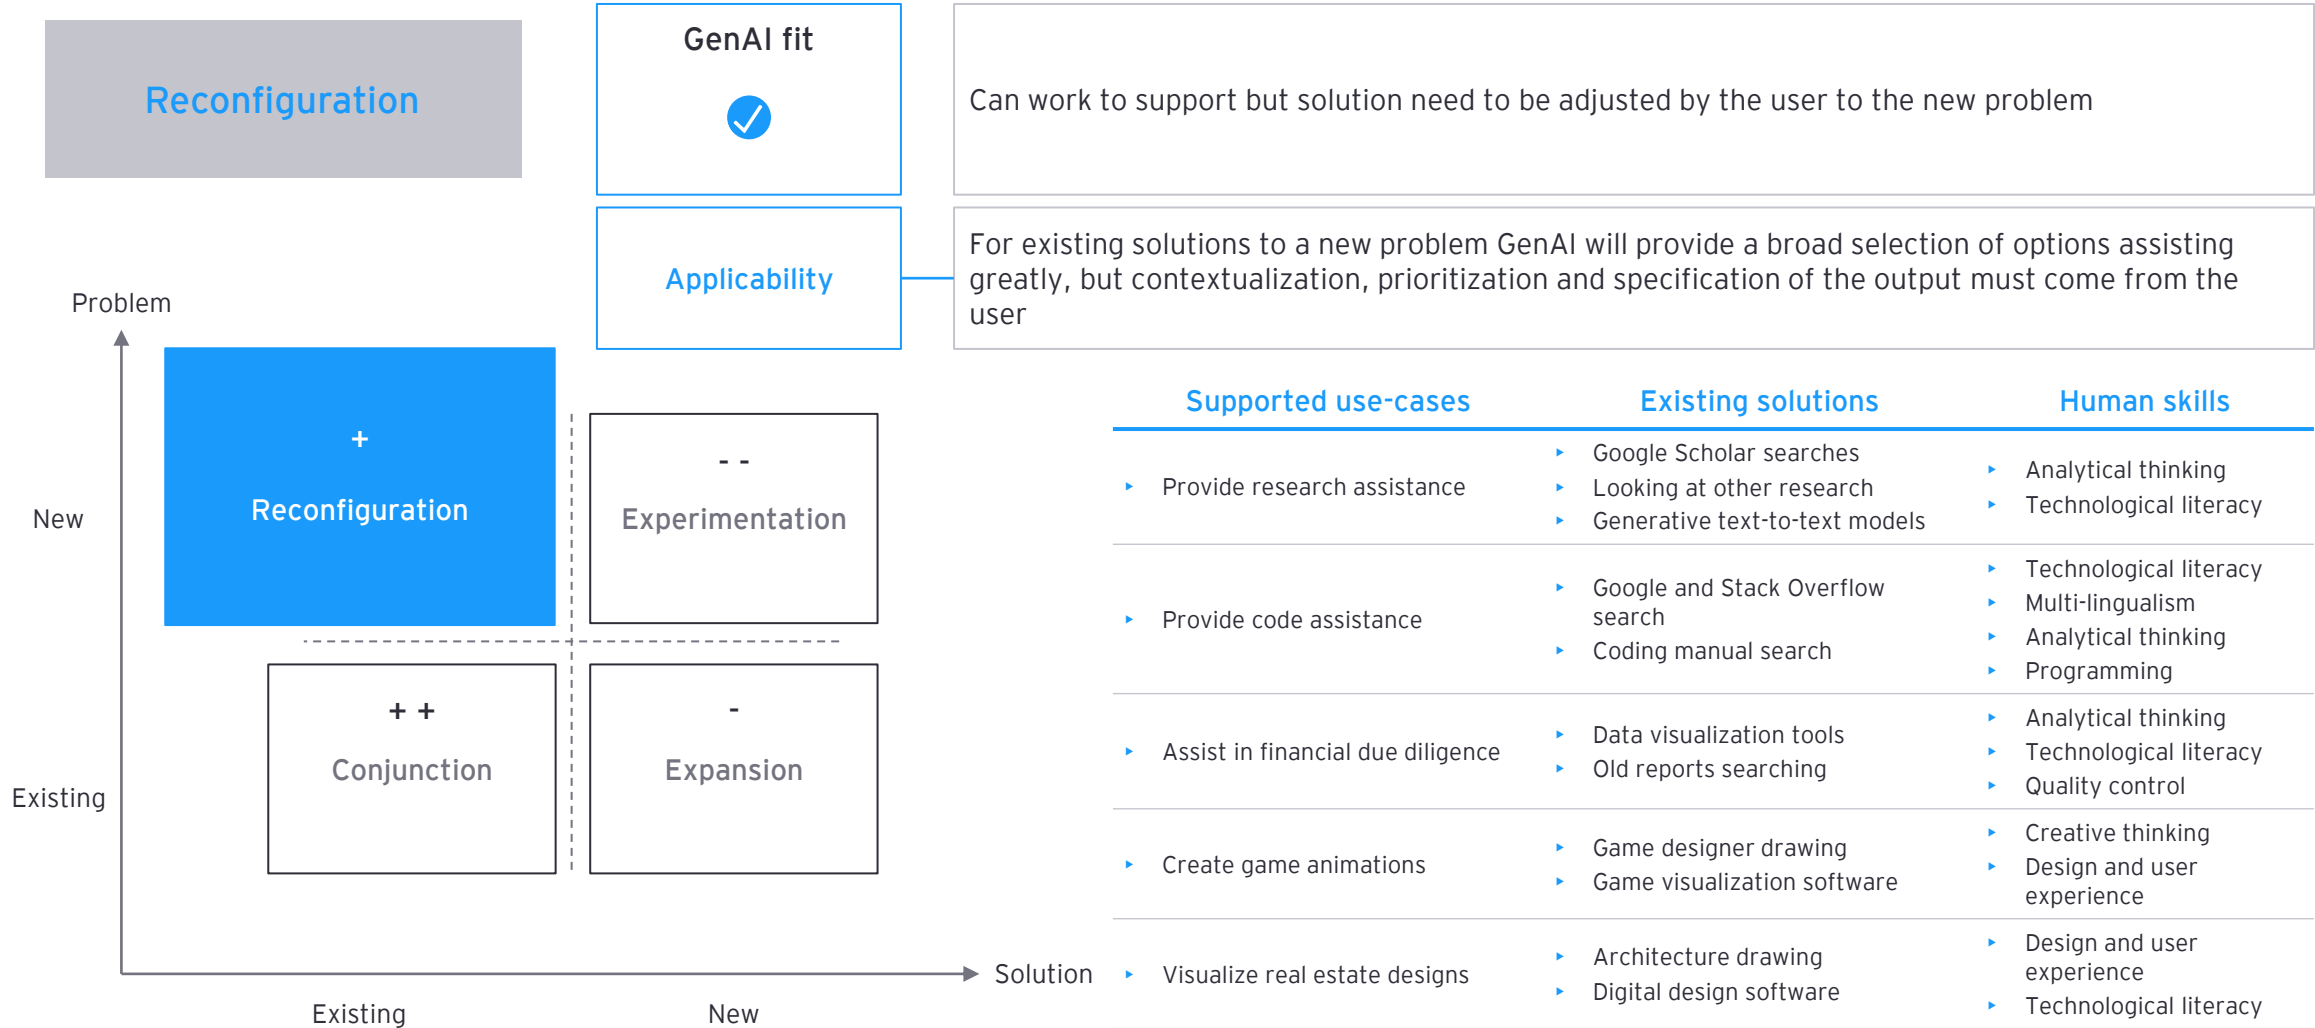 Reconfiguration
GenAI fit
Can work to support but solution need to be adjusted by the user to the new problem
Applicability
For existing solutions to a new problem GenAI will provide a broad selection of options assisting
greatly, but contextualization, prioritization and specification of the output must come from the
user
Problem
New
Existing
+
Reconfiguration
- -
Experimentation
+ +
Conjunction
-
Expansion
Solution
Existing
New
Supported use-cases
Existing solutions
Human skills
Provide research assistance
Google Scholar searches
Looking at other research
Generative text-to-text models
Analytical thinking
Technological literacy
Provide code assistance
Google and Stack Overflow
search
Coding manual search
Technological literacy
Multi-lingualism
Analytical thinking
Programming
Assist in financial due diligence
Data visualization tools
Old reports searching
Analytical thinking
Technological literacy
Quality control
Create game animations
Game designer drawing
Game visualization software
Creative thinking
Design and user
experience
Visualize real estate designs
Architecture drawing
Digital design software
Design and user
experience
Technological literacy